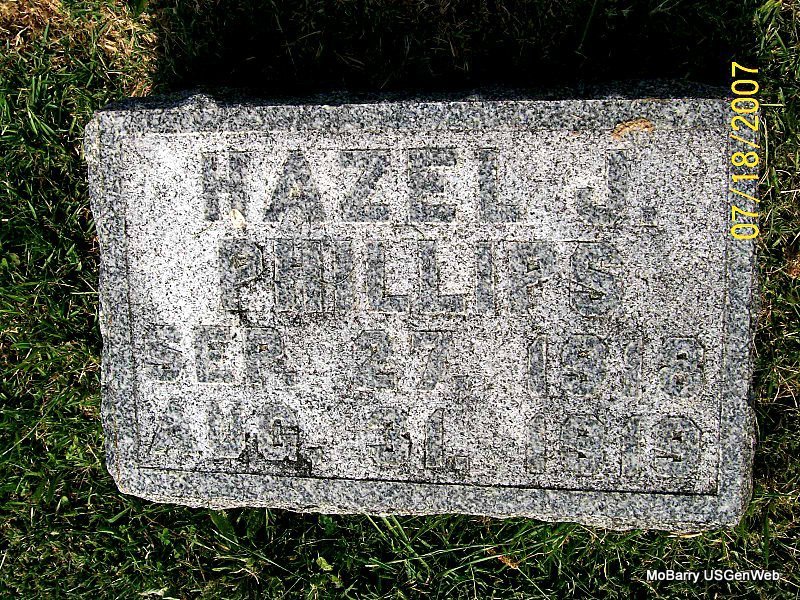 HAZEL J.
PHILLIPS
SEP. 27, 1918
AUG. 31, 1919
07/18/2007
MoBarry USGenWeb